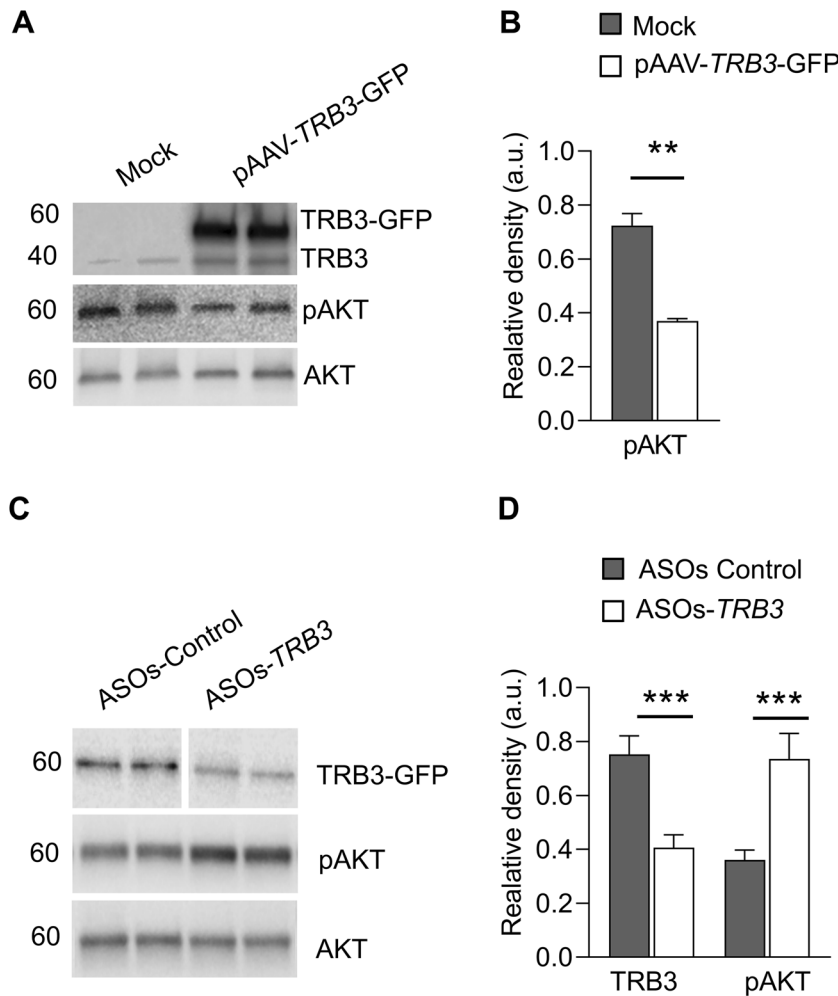 A
Mock
pAAV-TRB3-GFP
60
TRB3-GFP
40
TRB3
60
pAKT
60
AKT
B
Mock
pAAV-TRB3-GFP
Realative density (a.u.)
1.0
0.8
0.6
0.4
0.2
0.0
**
pAKT
C
ASOs-Control
ASOs-TRB3
60
TRB3-GFP
60
pAKT
60
AKT
D
ASOs Control
ASOs-TRB3
Realative density (a.u.)
1.0
0.8
0.6
0.4
0.2
0.0
***
***
TRB3
pAKT